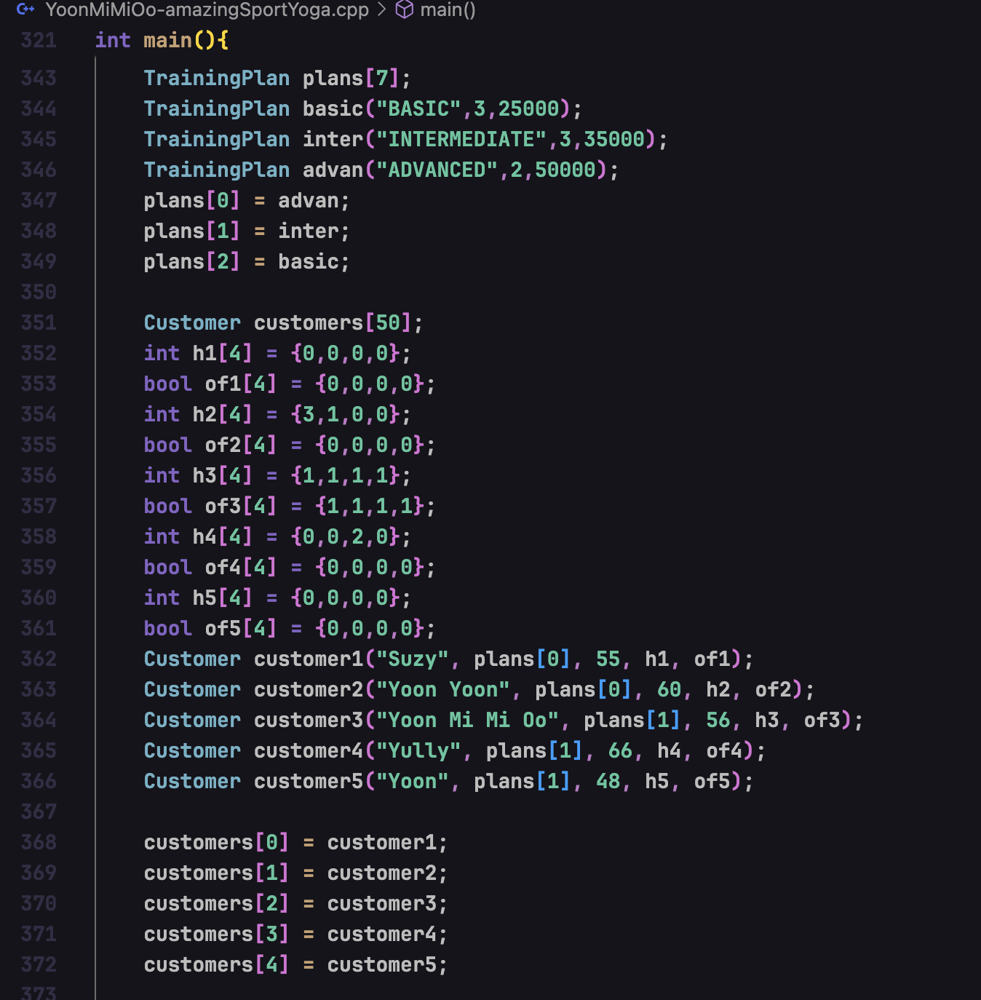 YoonMiMiOo-amazingSportYoga.cpp > main()
321 int main(){
343 TrainingPlan plans[7];
344 TrainingPlan basic("BASIC",3,25000);
345 TrainingPlan inter("INTERMEDIATE",3,35000);
346 TrainingPlan advan("ADVANCED",2,50000);
347 plans[0] = advan;
348 plans[1] = inter;
349 plans[2] = basic;
350
351 Customer customers[50];
352 int h1[4] = {0,0,0,0};
353 bool of1[4] = {0,0,0,0};
354 int h2[4] = {3,1,0,0};
355 bool of2[4] = {0,0,0,0};
356 int h3[4] = {1,1,1,1};
357 bool of3[4] = {1,1,1,1};
358 int h4[4] = {0,0,2,0};
359 bool of4[4] = {0,0,0,0};
360 int h5[4] = {0,0,0,0};
361 bool of5[4] = {0,0,0,0};
362 Customer customer1("Suzy", plans[0], 55, h1, of1);
363 Customer customer2("Yoon Yoon", plans[0], 60, h2, of2);
364 Customer customer3("Yoon Mi Mi Oo", plans[1], 56, h3, of3);
365 Customer customer4("Yully", plans[1], 66, h4, of4);
366 Customer customer5("Yoon", plans[1], 48, h5, of5);
367
368 customers[0] = customer1;
369 customers[1] = customer2;
370 customers[2] = customer3;
371 customers[3] = customer4;
372 customers[4] = customer5;
373